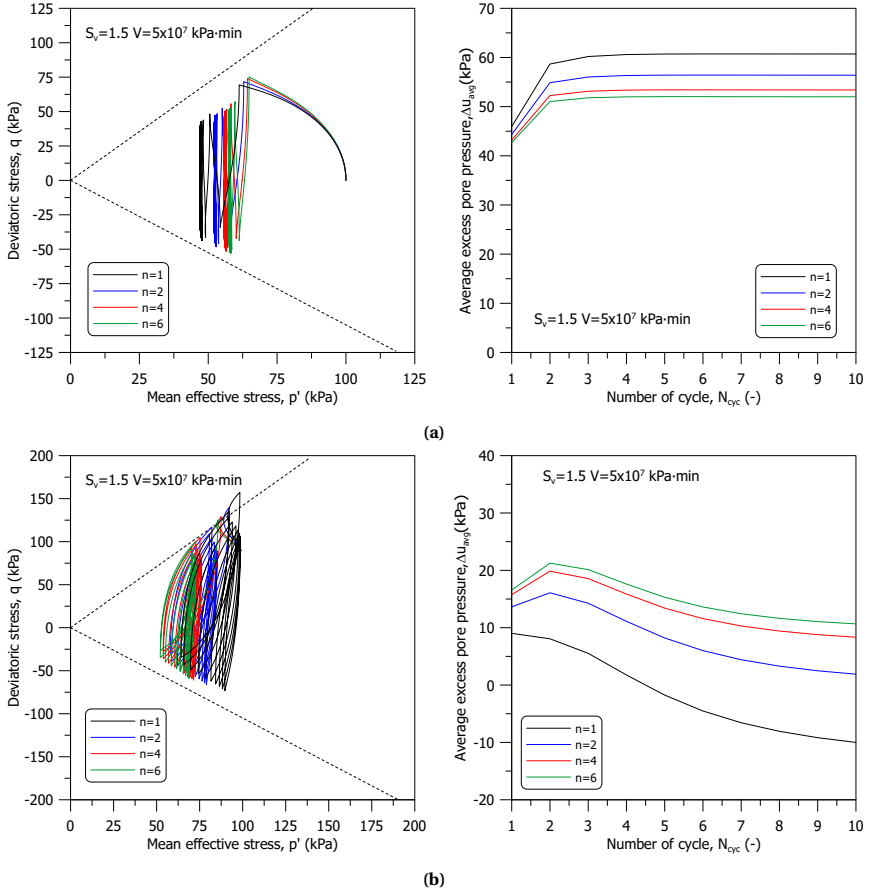 125
100
75
50
25
0
-25
-50
-75
-100
-125
Deviatoric stress, q (kPa)
Sᵥ=1.5 V=5x10⁷ kPa·min
n=1
n=2
n=4
n=6
0 25 50 75 100 125
Mean effective stress, p' (kPa)
70
60
50
40
30
20
10
0
Average excess pore pressure,Δu_avg(kPa)
Sᵥ=1.5 V=5x10⁷ kPa·min
n=1
n=2
n=4
n=6
1 2 3 4 5 6 7 8 9 10
Number of cycle, N_cyc (-)
(a)
200
150
100
50
0
-50
-100
-150
-200
Deviatoric stress, q (kPa)
Sᵥ=1.5 V=5x10⁷ kPa·min
n=1
n=2
n=4
n=6
0 25 50 75 100 125 150 175 200
Mean effective stress, p' (kPa)
40
30
20
10
0
-10
-20
Average excess pore pressure,Δu_avg(kPa)
Sᵥ=1.5 V=5x10⁷ kPa·min
n=1
n=2
n=4
n=6
1 2 3 4 5 6 7 8 9 10
Number of cycle, N_cyc (-)
(b)